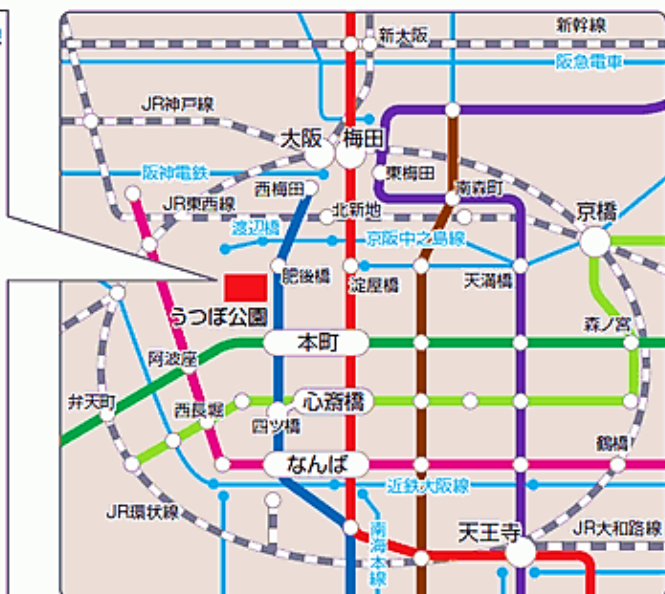 新幹線
新大阪
阪急電車
JR神戸線
大阪
梅田
阪神電鉄
東梅田
西梅田
南森町
JR東西線
北新地
京橋
渡辺橋
京阪中之島線
肥後橋
淀屋橋
天満橋
うつぼ公園
森ノ宮
本町
阿波座
弁天町
西長堀
心斎橋
四ツ橋
鶴橋
なんば
近鉄大阪線
JR環状線
南海本線
天王寺
JR大和路線